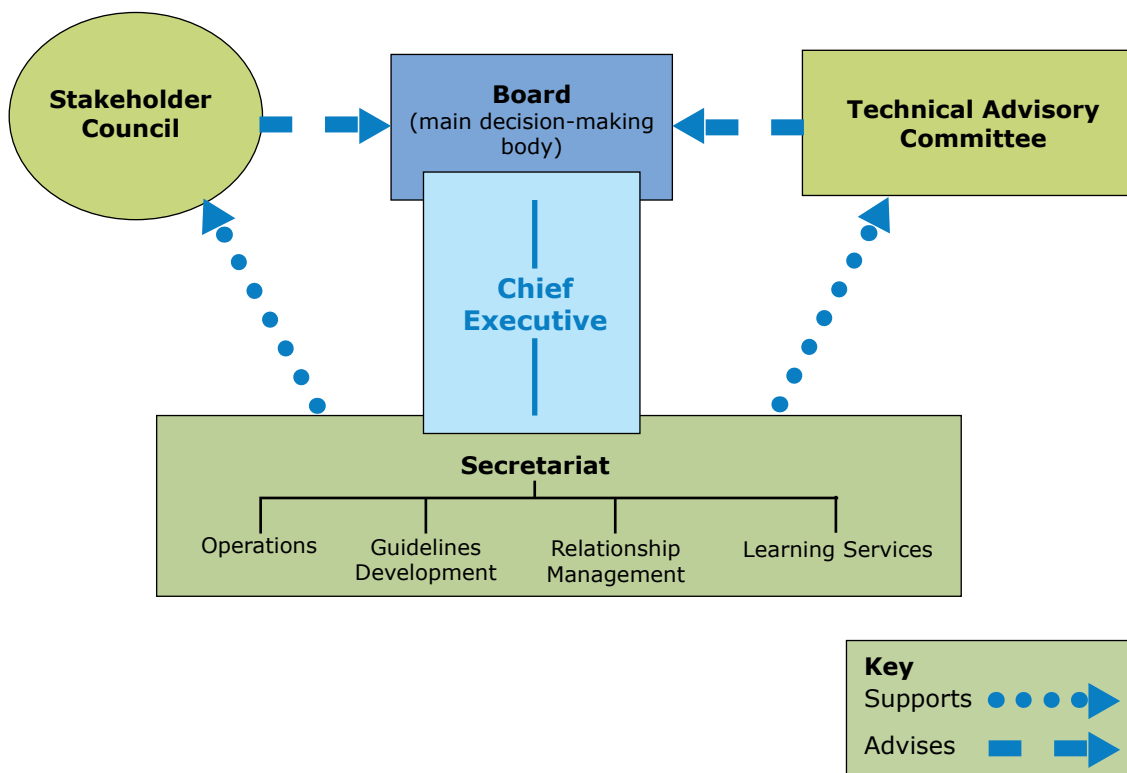 Stakeholder
Council
Board
(main decision-making
body)
Technical Advisory
Committee
Chief
Executive
Secretariat
Operations
Guidelines
Development
Relationship
Management
Learning Services
Key
Supports
Advises